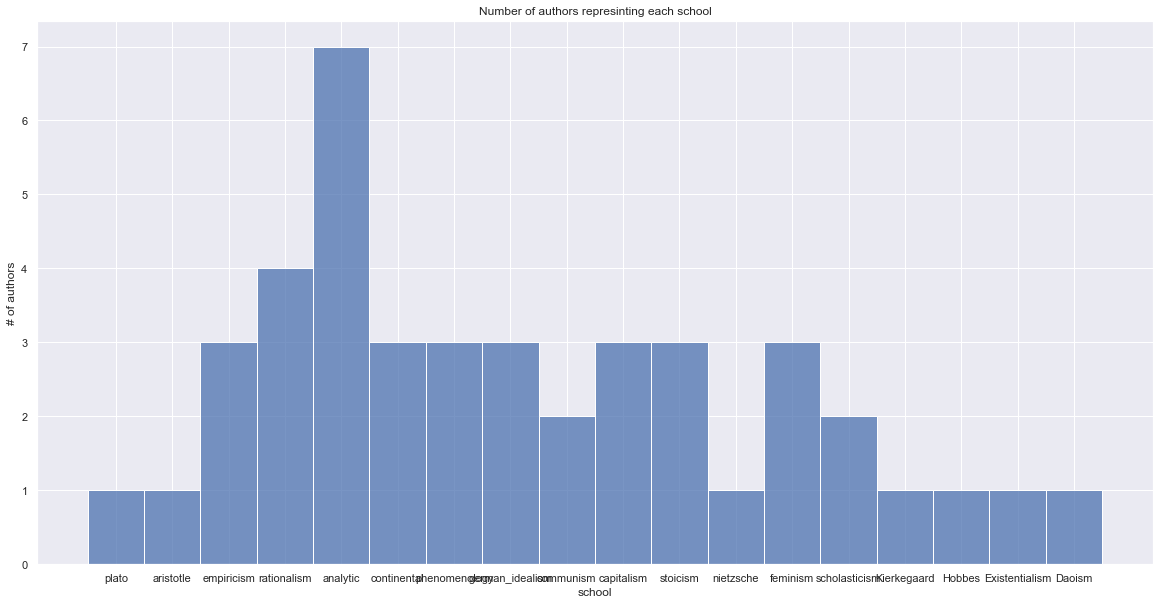 Number of authors represinting each school
# of authors
7
6
5
4
3
2
1
0
plato aristotle empiricism rationalism analytic continental phenomenology german_idealism communism capitalism stoicism nietzsche feminism scholasticism Kierkegaard Hobbes Existentialism Daoism
school